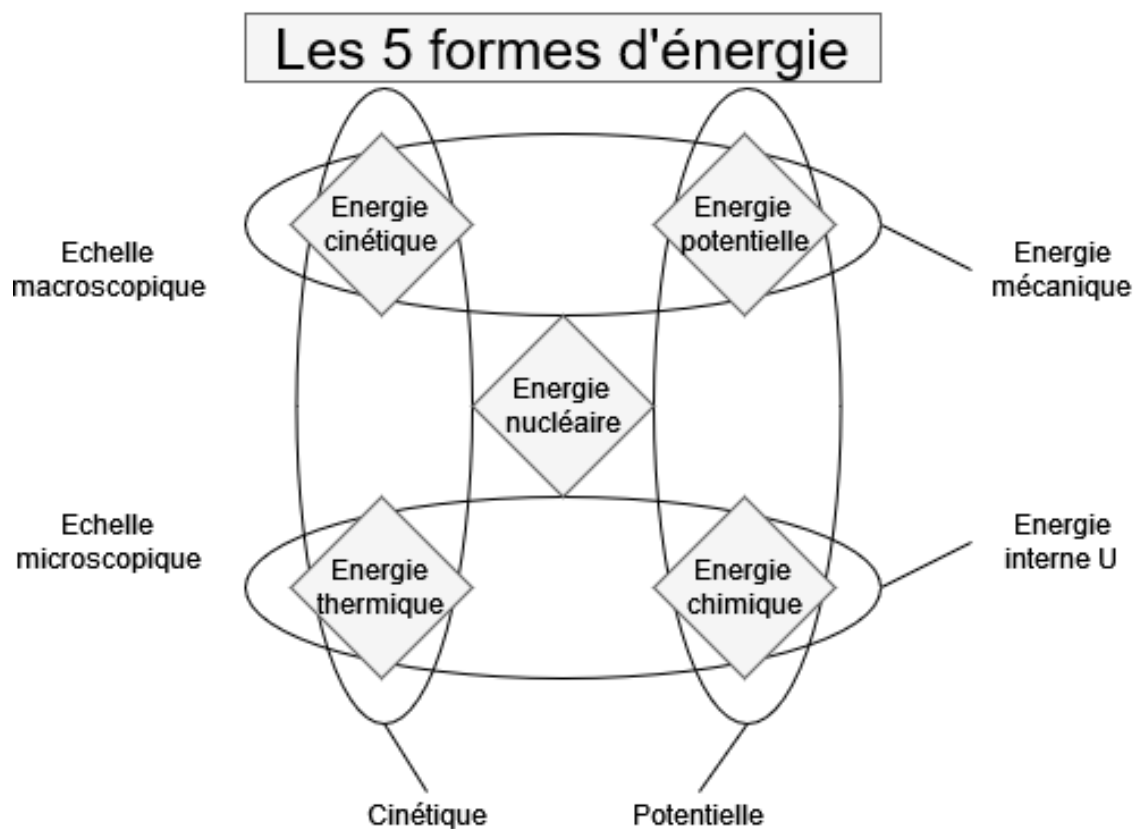 Les 5 formes d'énergie
Energie
cinétique
Energie
potentielle
Echelle
macroscopique
Energie
mécanique
Energie
nucléaire
Echelle
microscopique
Energie
thermique
Energie
chimique
Energie
interne U
Cinétique
Potentielle